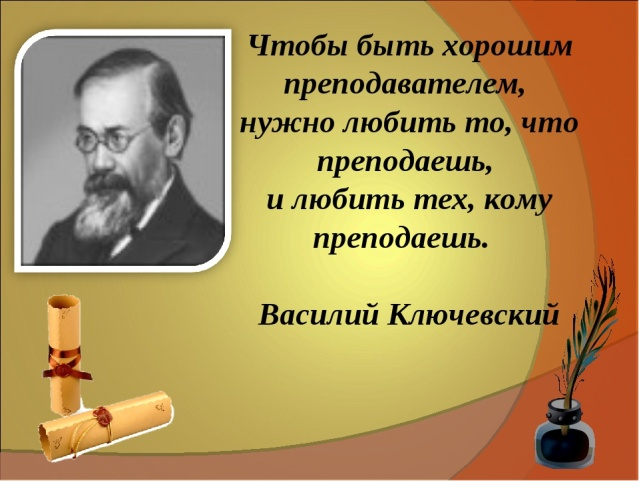 Чтобы быть хорошим
преподавателем,
нужно любить то, что
преподаешь,
и любить тех, кому
преподаешь.
Василий Ключевский